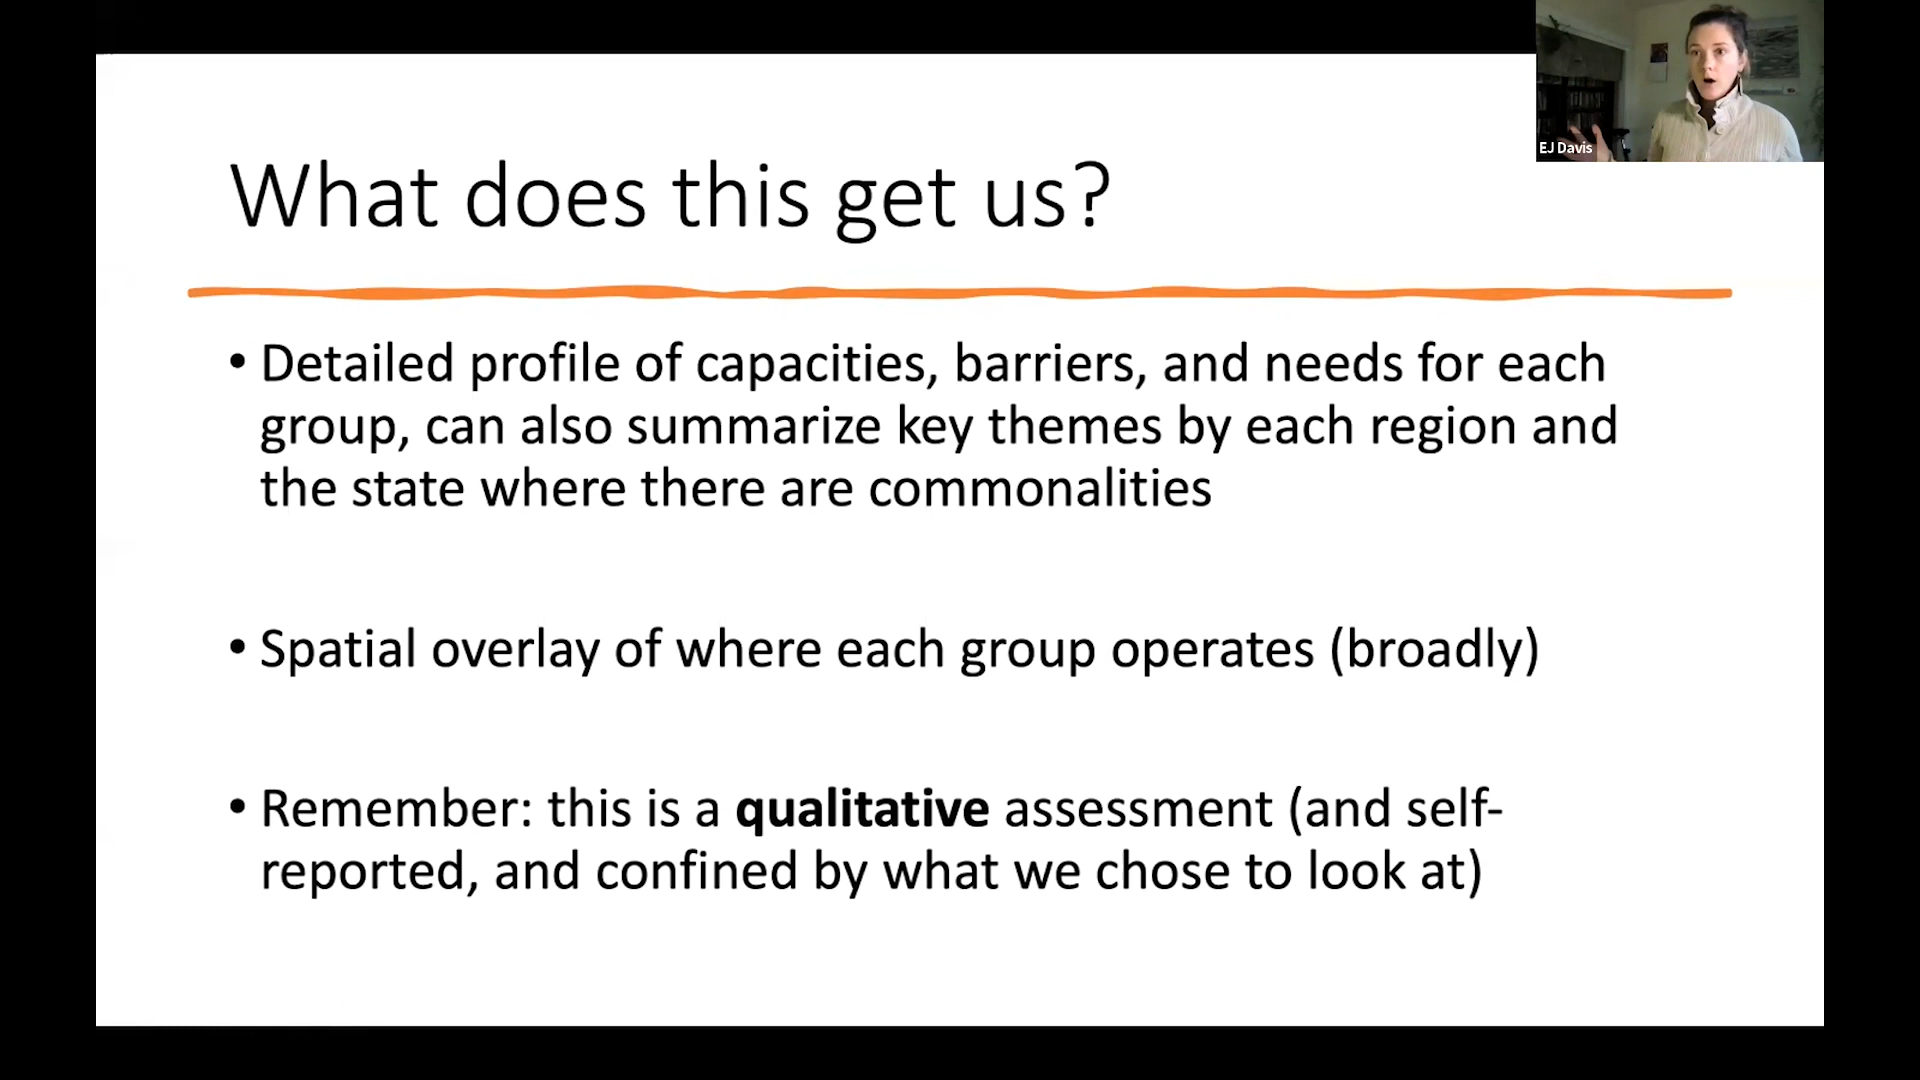 EJ Davis
What does this get us?
• Detailed profile of capacities, barriers, and needs for each
group, can also summarize key themes by each region and
the state where there are commonalities
• Spatial overlay of where each group operates (broadly)
• Remember: this is a qualitative assessment (and self-
reported, and confined by what we chose to look at)